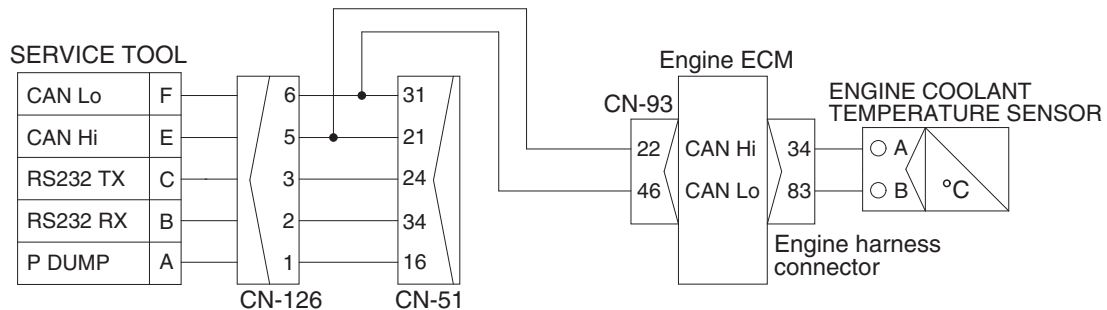 SERVICE TOOL
CAN Lo F
CAN Hi E
RS232 TX C
RS232 RX B
P DUMP A
6
5
3
2
1
CN-126
31
21
24
34
16
CN-51
Engine ECM
CN-93
22 CAN Hi 34
46 CAN Lo 83
Engine harness
connector
ENGINE COOLANT
TEMPERATURE SENSOR
A
B
°C